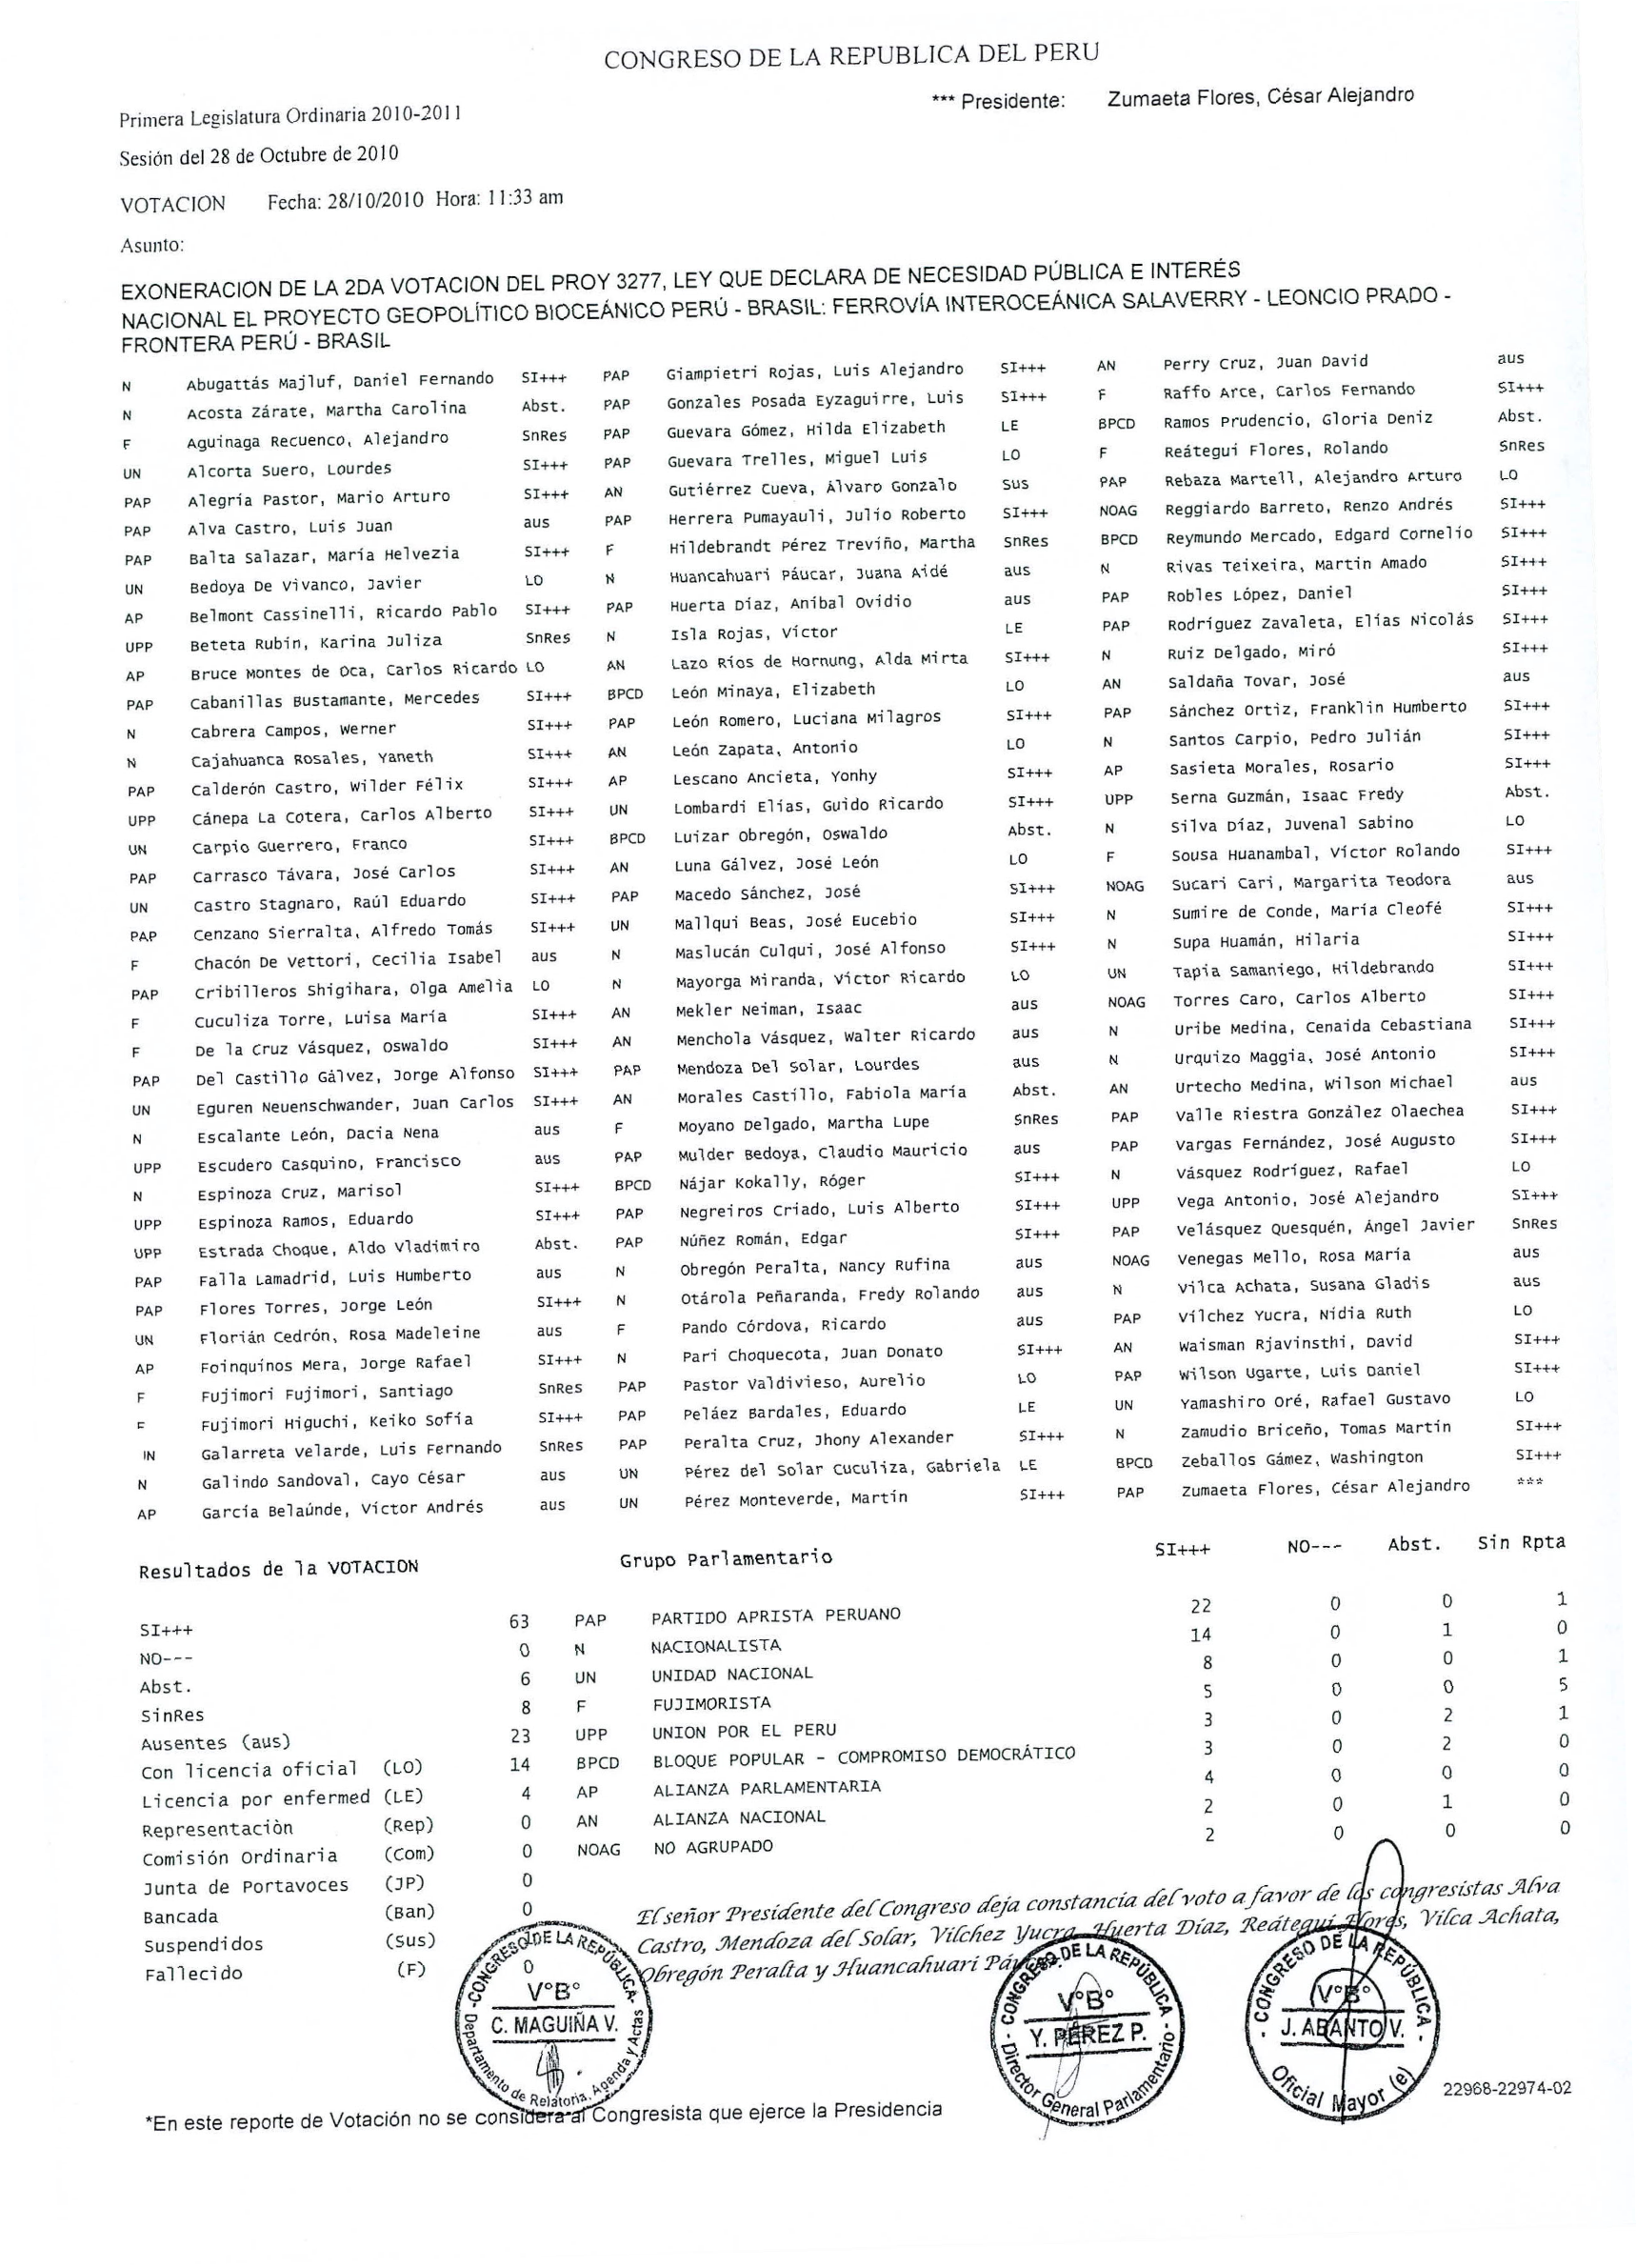 CONGRESO DE LA REPUBLICA DEL PERU
Primera Legislatura Ordinaria 2010-2011 *** Presidente: Zumaeta Flores, César Alejandro
Sesión del 28 de Octubre de 2010
VOTACION Fecha: 28/10/2010 Hora: 11:33 am
Asunto:
EXONERACION DE LA 2DA VOTACION DEL PROY 3277, LEY QUE DECLARA DE NECESIDAD PÚBLICA E INTERÉS
NACIONAL EL PROYECTO GEOPOLÍTICO BIOCEÁNICO PERÚ - BRASIL: FERROVÍA INTEROCEÁNICA SALAVERRY - LEONCIO PRADO -
FRONTERA PERÚ - BRASIL
N Abugattás Majluf, Daniel Fernando SI+++ PAP Giampietri Rojas, Luis Alejandro SI+++ AN Perry Cruz, Juan David aus
N Acosta Zárate, Martha Carolina Abst. PAP Gonzales Posada Eyzaguirre, Luis SI+++ F Raffo Arce, Carlos Fernando SI+++
F Aguinaga Recuenco, Alejandro SnRes PAP Guevara Gómez, Hilda Elizabeth LE BPCD Ramos Prudencio, Gloria Deniz Abst.
UN Alcorta Suero, Lourdes SI+++ PAP Guevara Trelles, Miguel Luis LO F Reátegui Flores, Rolando SnRes
PAP Alegría Pastor, Mario Arturo SI+++ AN Gutiérrez Cueva, Álvaro Gonzalo Sus PAP Rebaza Martell, Alejandro Arturo LO
PAP Alva Castro, Luis Juan aus PAP Herrera Pumayauli, Julio Roberto SI+++ NOAG Reggiardo Barreto, Renzo Andrés SI+++
PAP Balta Salazar, María Helvezia SI+++ F Hildebrandt Pérez Treviño, Martha SnRes BPCD Reymundo Mercado, Edgard Cornelio SI+++
UN Bedoya De Vivanco, Javier LO N Huancahuari Páucar, Juana Aidé aus N Rivas Teixeira, Martin Amado SI+++
AP Belmont Cassinelli, Ricardo Pablo SI+++ PAP Huerta Díaz, Aníbal Ovidio aus PAP Robles López, Daniel SI+++
UPP Beteta Rubín, Karina Juliza SnRes N Isla Rojas, Víctor LE PAP Rodríguez Zavaleta, Elías Nicolás SI+++
AP Bruce Montes de Oca, Carlos Ricardo LO AN Lazo Ríos de Hornung, Alda Mirta SI+++ N Ruiz Delgado, Miró SI+++
PAP Cabanillas Bustamante, Mercedes SI+++ BPCD León Minaya, Elizabeth LO AN Saldaña Tovar, José aus
N Cabrera Campos, Werner SI+++ PAP León Romero, Luciana Milagros SI+++ PAP Sánchez Ortiz, Franklin Humberto SI+++
N Cajahuanca Rosales, Yaneth SI+++ AN León Zapata, Antonio LO N Santos Carpio, Pedro Julián SI+++
PAP Calderón Castro, Wilder Félix SI+++ AP Lescano Ancieta, Yonhy SI+++ AP Sasieta Morales, Rosario SI+++
UPP Cánepa La Cotera, Carlos Alberto SI+++ UN Lombardi Elías, Guido Ricardo SI+++ UPP Serna Guzmán, Isaac Fredy Abst.
UN Carpio Guerrero, Franco SI+++ BPCD Luizar Obregón, Oswaldo Abst. N Silva Díaz, Juvenal Sabino LO
PAP Carrasco Távara, José Carlos SI+++ AN Luna Gálvez, José León LO F Sousa Huanambal, Víctor Rolando SI+++
UN Castro Stagnaro, Raúl Eduardo SI+++ PAP Macedo Sánchez, José SI+++ NOAG Sucari Cari, Margarita Teodora aus
PAP Cenzano Sierralta, Alfredo Tomás SI+++ UN Mallqui Beas, José Eucebio SI+++ N Sumire de Conde, María Cleofé SI+++
F Chacón De Vettori, Cecilia Isabel aus N Maslucán Culqui, José Alfonso SI+++ N Supa Huamán, Hilaria SI+++
PAP Cribilleros Shigihara, Olga Amelia LO N Mayorga Miranda, Víctor Ricardo LO UN Tapia Samaniego, Hildebrando SI+++
F Cuculiza Torre, Luisa María SI+++ AN Mekler Neiman, Isaac aus NOAG Torres Caro, Carlos Alberto SI+++
F De la Cruz Vásquez, Oswaldo SI+++ AN Menchola Vásquez, Walter Ricardo aus N Uribe Medina, Cenaida Cebastiana SI+++
PAP Del Castillo Gálvez, Jorge Alfonso SI+++ PAP Mendoza Del Solar, Lourdes aus N Urquizo Maggia, José Antonio SI+++
UN Eguren Neuenschwander, Juan Carlos SI+++ AN Morales Castillo, Fabiola María Abst. AN Urtecho Medina, Wilson Michael aus
N Escalante León, Dacia Nena aus F Moyano Delgado, Martha Lupe SnRes PAP Valle Riestra González Olaechea SI+++
UPP Escudero Casquino, Francisco aus PAP Mulder Bedoya, Claudio Mauricio aus PAP Vargas Fernández, José Augusto SI+++
N Espinoza Cruz, Marisol SI+++ BPCD Nájar Kokally, Róger SI+++ N Vásquez Rodríguez, Rafael LO
UPP Espinoza Ramos, Eduardo SI+++ PAP Negreiros Criado, Luis Alberto SI+++ UPP Vega Antonio, José Alejandro SI+++
UPP Estrada Choque, Aldo Vladimiro Abst. PAP Núñez Román, Edgar SI+++ PAP Velásquez Quesquén, Ángel Javier SnRes
PAP Falla Lamadrid, Luis Humberto aus N Obregón Peralta, Nancy Rufina aus NOAG Venegas Mello, Rosa María aus
PAP Flores Torres, Jorge León SI+++ N Otárola Peñaranda, Fredy Rolando aus N Vilca Achata, Susana Gladis aus
UN Florián Cedrón, Rosa Madeleine aus F Pando Córdova, Ricardo aus PAP Vílchez Yucra, Nidia Ruth LO
AP Foinquinos Mera, Jorge Rafael SI+++ N Pari Choquecota, Juan Donato SI+++ AN Waisman Rjavinsthi, David SI+++
F Fujimori Fujimori, Santiago SnRes PAP Pastor Valdivieso, Aurelio LO PAP Wilson Ugarte, Luis Daniel SI+++
F Fujimori Higuchi, Keiko Sofía SI+++ PAP Peláez Bardales, Eduardo LE UN Yamashiro Oré, Rafael Gustavo LO
IN Galarreta Velarde, Luis Fernando SnRes PAP Peralta Cruz, Jhony Alexander SI+++ N Zamudio Briceño, Tomas Martín SI+++
N Galindo Sandoval, Cayo César aus UN Pérez del Solar Cuculiza, Gabriela LE BPCD Zeballos Gámez, Washington SI+++
AP García Belaúnde, Víctor Andrés aus UN Pérez Monteverde, Martín SI+++ PAP Zumaeta Flores, César Alejandro ***
Resultados de la VOTACION Grupo Parlamentario SI+++ NO--- Abst. Sin Rpta
SI+++ 63 PAP PARTIDO APRISTA PERUANO 22 0 0 1
NO--- 0 N NACIONALISTA 14 0 1 0
Abst. 6 UN UNIDAD NACIONAL 8 0 0 1
SinRes 8 F FUJIMORISTA 5 0 0 5
Ausentes (aus) 23 UPP UNION POR EL PERU 3 0 2 1
Con licencia oficial (LO) 14 BPCD BLOQUE POPULAR - COMPROMISO DEMOCRÁTICO 3 0 2 0
Licencia por enfermed (LE) 4 AP ALIANZA PARLAMENTARIA 4 0 0 0
Representaciòn (Rep) 0 AN ALIANZA NACIONAL 2 0 1 0
Comisión Ordinaria (Com) 0 NOAG NO AGRUPADO 2 0 0 0
Junta de Portavoces (JP) 0
Bancada (Ban) 0
Suspendidos (Sus)
Fallecido (F) 0
El señor Presidente del Congreso deja constancia del voto a favor de los congresistas Alva
Castro, Mendoza del Solar, Vilchez Yucra, Huerta Díaz, Reátegui Flores, Vilca Achata,
Obregón Peralta y Huancahuari
CONGRESO DE LA REPÚBLICA
V°B°
C. MAGUIÑA V.
Departamento de Relatoría, Agenda y Actas
CONGRESO DE LA REPÚBLICA
V°B°
Y. PÉREZ P.
Director General Parlamentario
CONGRESO DE LA REPÚBLICA
V°B°
J. ABANTO V.
Oficial Mayor (e)
22968-22974-02
*En este reporte de Votación no se considera al Congresista que ejerce la Presidencia